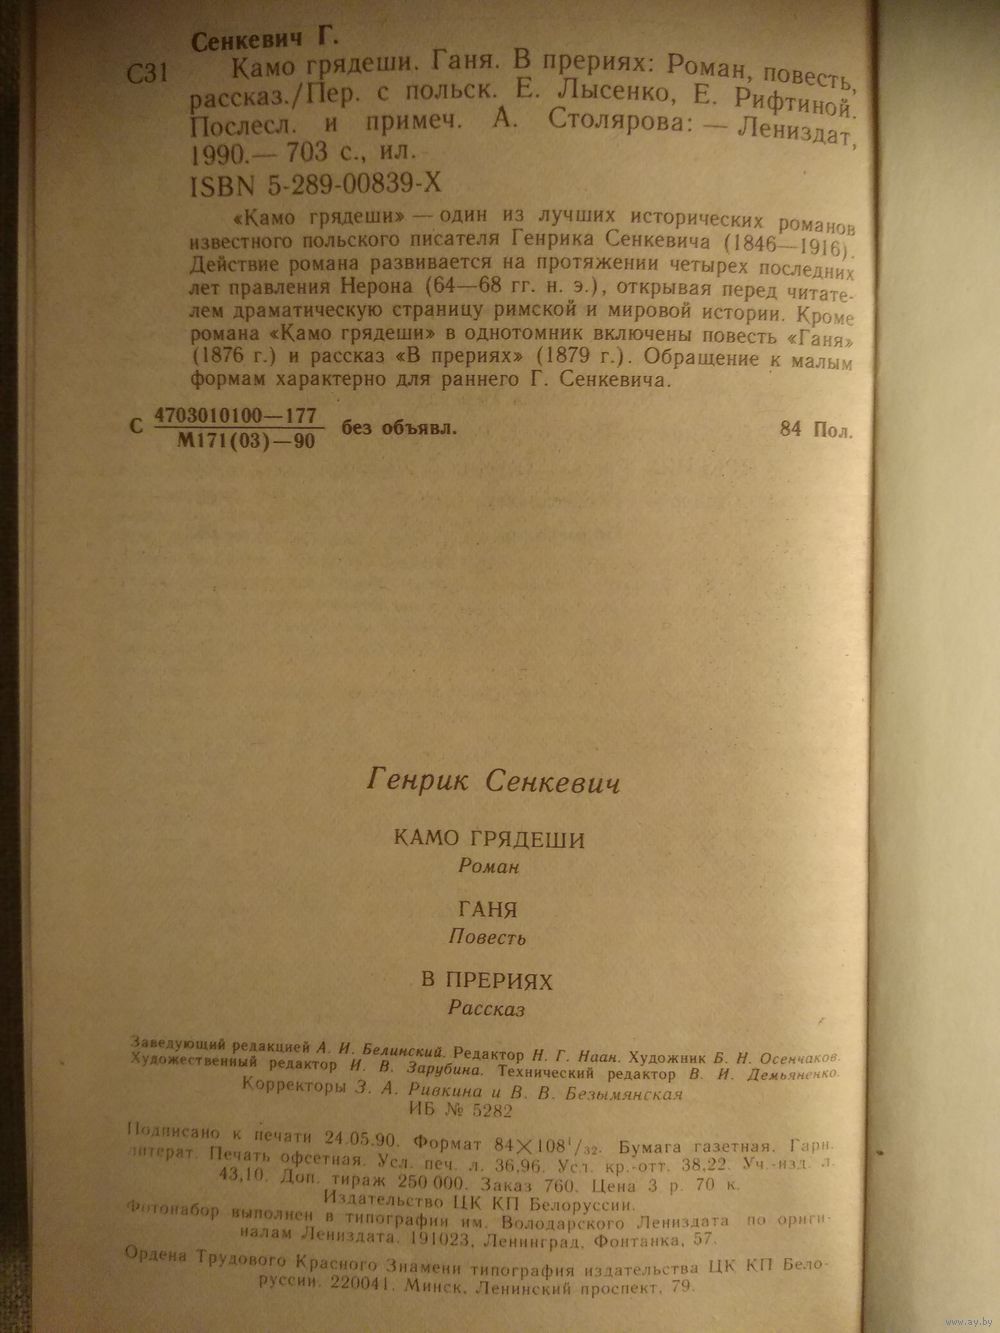 Сенкевич Г.
С31 Камо грядеши. Ганя. В прериях: Роман, повесть,
рассказ./Пер. с польск. Е. Лысенко, Е. Рифтиной.
Послесл. и примеч. А. Столярова: — Лениздат,
1990.— 703 с., ил.
ISBN 5-289-00839-X
«Камо грядеши» — один из лучших исторических романов
известного польского писателя Генрика Сенкевича (1846—1916).
Действие романа развивается на протяжении четырех последних
лет правления Нерона (64—68 гг. н. э.), открывая перед читате-
лем драматическую страницу римской и мировой истории. Кроме
романа «Камо грядеши» в однотомник включены повесть «Ганя»
(1876 г.) и рассказ «В прериях» (1879 г.). Обращение к малым
формам характерно для раннего Г. Сенкевича.
С 4703010100—177
М171(03)—90 без объявл. 84 Пол.
Генрик Сенкевич
КАМО ГРЯДЕШИ
Роман
ГАНЯ
Повесть
В ПРЕРИЯХ
Рассказ
Заведующий редакцией А. И. Белинский. Редактор Н. Г. Наан. Художник Б. Н. Осенчаков.
Художественный редактор И. В. Зарубина. Технический редактор В. И. Демьяненко.
Корректоры З. А. Ривкина и В. В. Безымянская
ИБ № 5282
Подписано к печати 24.05.90. Формат 84×108¹/₃₂. Бумага газетная. Гарн.
литерат. Печать офсетная. Усл. печ. л. 36,96. Усл. кр.-отт. 38,22. Уч.-изд. л.
43,10. Доп. тираж 250 000. Заказ 760. Цена 3 р. 70 к.
Издательство ЦК КП Белоруссии.
Фотонабор выполнен в типографии им. Володарского Лениздата по ориги-
налам Лениздата. 191023, Ленинград, Фонтанка, 57.
Ордена Трудового Красного Знамени типография издательства ЦК КП Бело-
руссии. 220041, Минск, Ленинский проспект, 79.
www.ay.by